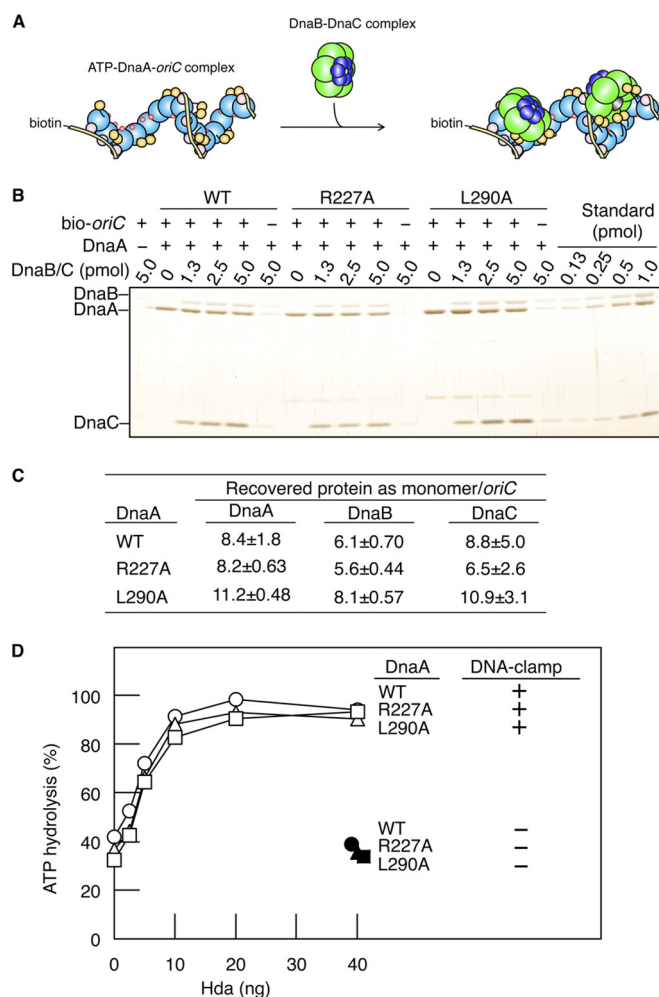 A
DnaB-DnaC complex
ATP-DnaA-oriC complex
biotin
biotin
B
WT R227A L290A Standard (pmol)
bio-oriC + + + + + − + + + + − + + + + −
DnaA − + + + + + + + + + + + + + + +
DnaB/C (pmol) 5.0 0 1.3 2.5 5.0 5.0 0 1.3 2.5 5.0 5.0 0 1.3 2.5 5.0 5.0 0.13 0.25 0.5 1.0
DnaB
DnaA
DnaC
C
Recovered protein as monomer/oriC
DnaA DnaA DnaB DnaC
WT 8.4±1.8 6.1±0.70 8.8±5.0
R227A 8.2±0.63 5.6±0.44 6.5±2.6
L290A 11.2±0.48 8.1±0.57 10.9±3.1
D
DnaA DNA-clamp
WT +
R227A +
L290A +
WT −
R227A −
L290A −
100
80
60
40
20
0
ATP hydrolysis (%)
0 10 20 30 40
Hda (ng)